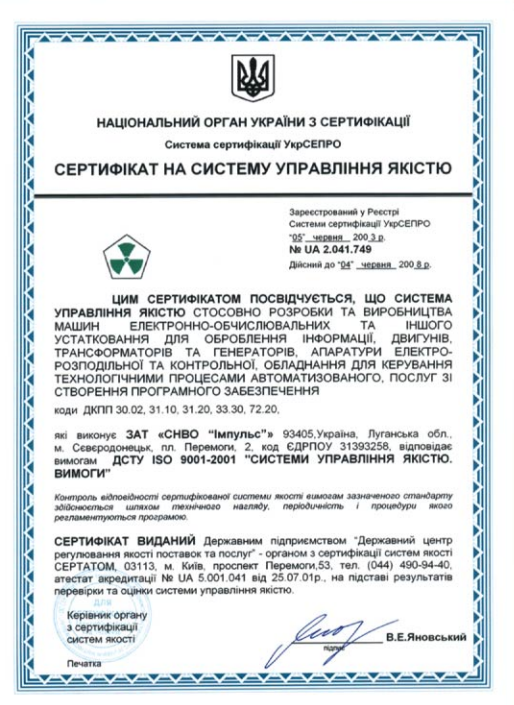 НАЦІОНАЛЬНИЙ ОРГАН УКРАЇНИ З СЕРТИФІКАЦІЇ
Система сертифікації УкрСЕПРО
СЕРТИФІКАТ НА СИСТЕМУ УПРАВЛІННЯ ЯКІСТЮ
Зареєстрований у Реєстрі
Системи сертифікації УкрСЕПРО
"05" червня 2003 р.
№ UA 2.041.749
Дійсний до "04" червня 2008 р.
ЦИМ СЕРТИФІКАТОМ ПОСВІДЧУЄТЬСЯ, ЩО СИСТЕМА
УПРАВЛІННЯ ЯКІСТЮ СТОСОВНО РОЗРОБКИ ТА ВИРОБНИЦТВА
МАШИН ЕЛЕКТРОННО-ОБЧИСЛЮВАЛЬНИХ ТА ІНШОГО
УСТАТКОВАННЯ ДЛЯ ОБРОБЛЕННЯ ІНФОРМАЦІЇ, ДВИГУНІВ,
ТРАНСФОРМАТОРІВ ТА ГЕНЕРАТОРІВ, АПАРАТУРИ ЕЛЕКТРО-
РОЗПОДІЛЬНОЇ ТА КОНТРОЛЬНОЇ, ОБЛАДНАННЯ ДЛЯ КЕРУВАННЯ
ТЕХНОЛОГІЧНИМИ ПРОЦЕСАМИ АВТОМАТИЗОВАНОГО, ПОСЛУГ ЗІ
СТВОРЕННЯ ПРОГРАМНОГО ЗАБЕЗПЕЧЕННЯ
коди ДКПП 30.02, 31.10, 31.20, 33.30, 72.20,
які виконує ЗАТ «СНВО "Імпульс"» 93405,Україна, Луганська обл.,
м. Сєвєродонецьк, пл. Перемоги, 2, код ЄДРПОУ 31393258, відповідає
вимогам ДСТУ ISO 9001-2001 "СИСТЕМИ УПРАВЛІННЯ ЯКІСТЮ.
ВИМОГИ"
Контроль відповідності сертифікованої системи якості вимогам зазначеного стандарту
здійснюється шляхом технічного нагляду, періодичність і процедури якого
регламентуються програмою.
СЕРТИФІКАТ ВИДАНИЙ Державним підприємством "Державний центр
регулювання якості поставок та послуг" - органом з сертифікації систем якості
СЕРТАТОМ, 03113, м. Київ, проспект Перемоги,53, тел. (044) 490-94-40,
атестат акредитації № UA 5.001.041 від 25.07.01р., на підставі результатів
перевірки та оцінки системи управління якістю.
Керівник органу
з сертифікації
систем якості
В.Е.Яновський
підпис
Печатка
для